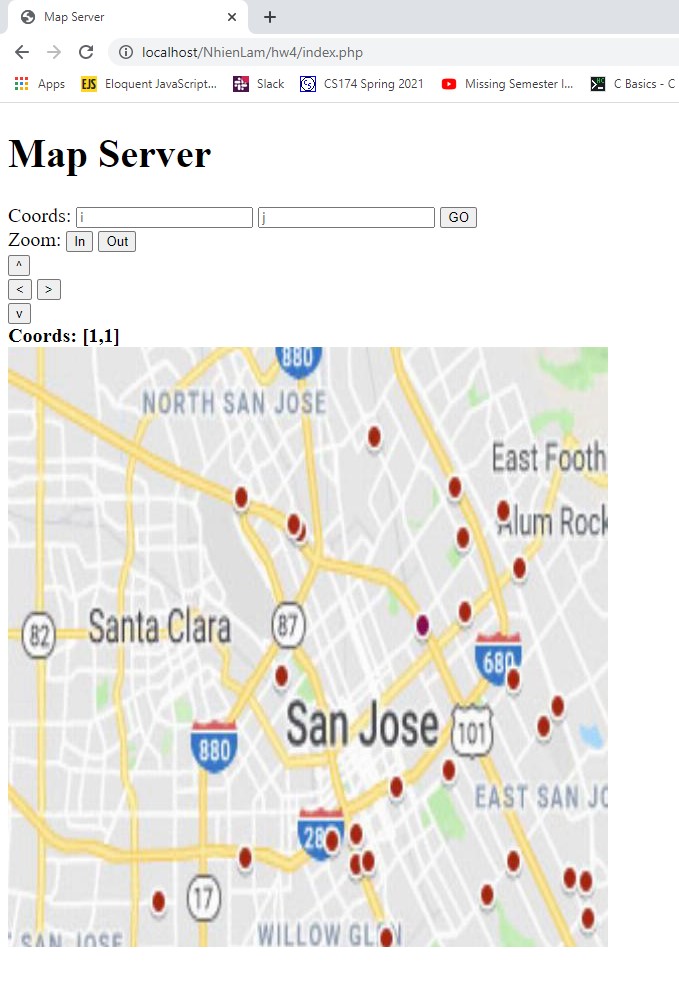 Map Server
localhost/NhienLam/hw4/index.php
Apps EJS Eloquent JavaScript... Slack CS174 Spring 2021 Missing Semester I... C Basics - C
Map Server
Coords: i j GO
Zoom: In Out
^
< >
v
Coords: [1,1]
880
NORTH SAN JOSE
East Footh
Alum Rock
82 Santa Clara 87
680
San Jose 101
880
EAST SAN JO
280
17
WILLOW GLEN
SAN JOSE